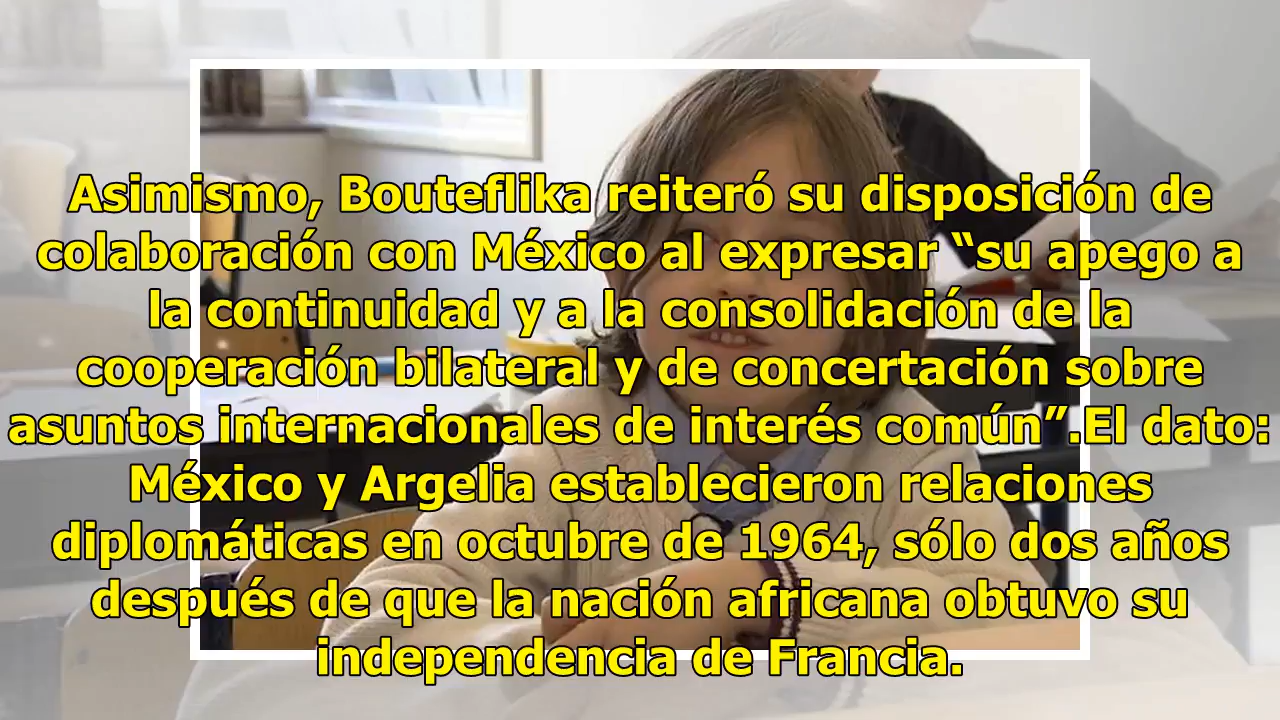 Asimismo, Bouteflika reiteró su disposición de
colaboración con México al expresar “su apego a
la continuidad y a la consolidación de la
cooperación bilateral y de concertación sobre
asuntos internacionales de interés común”.El dato:
México y Argelia establecieron relaciones
diplomáticas en octubre de 1964, sólo dos años
después de que la nación africana obtuvo su
independencia de Francia.